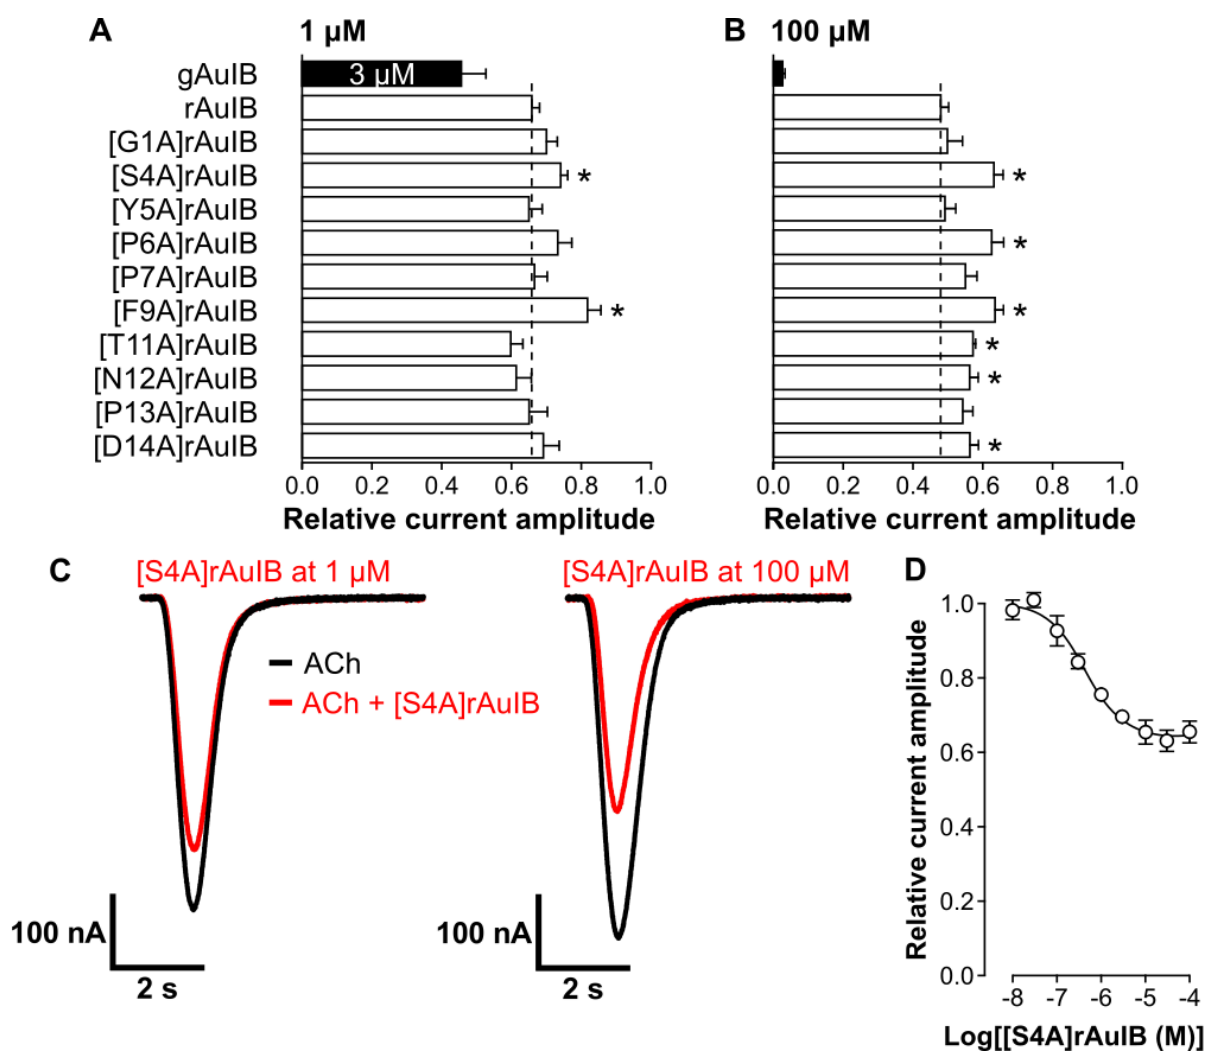 A 1 μM
B 100 μM
gAuIB
3 μM
rAuIB
[G1A]rAuIB
[S4A]rAuIB
*
*
[Y5A]rAuIB
[P6A]rAuIB
*
[P7A]rAuIB
[F9A]rAuIB
*
*
[T11A]rAuIB
*
[N12A]rAuIB
*
[P13A]rAuIB
[D14A]rAuIB
*
0.0 0.2 0.4 0.6 0.8 1.0
Relative current amplitude
0.0 0.2 0.4 0.6 0.8 1.0
Relative current amplitude
C
[S4A]rAuIB at 1 μM
[S4A]rAuIB at 100 μM
ACh
ACh + [S4A]rAuIB
100 nA
2 s
100 nA
2 s
D
Relative current amplitude
1.0
0.8
0.6
0.4
0.2
0.0
-8 -7 -6 -5 -4
Log[[S4A]rAuIB (M)]